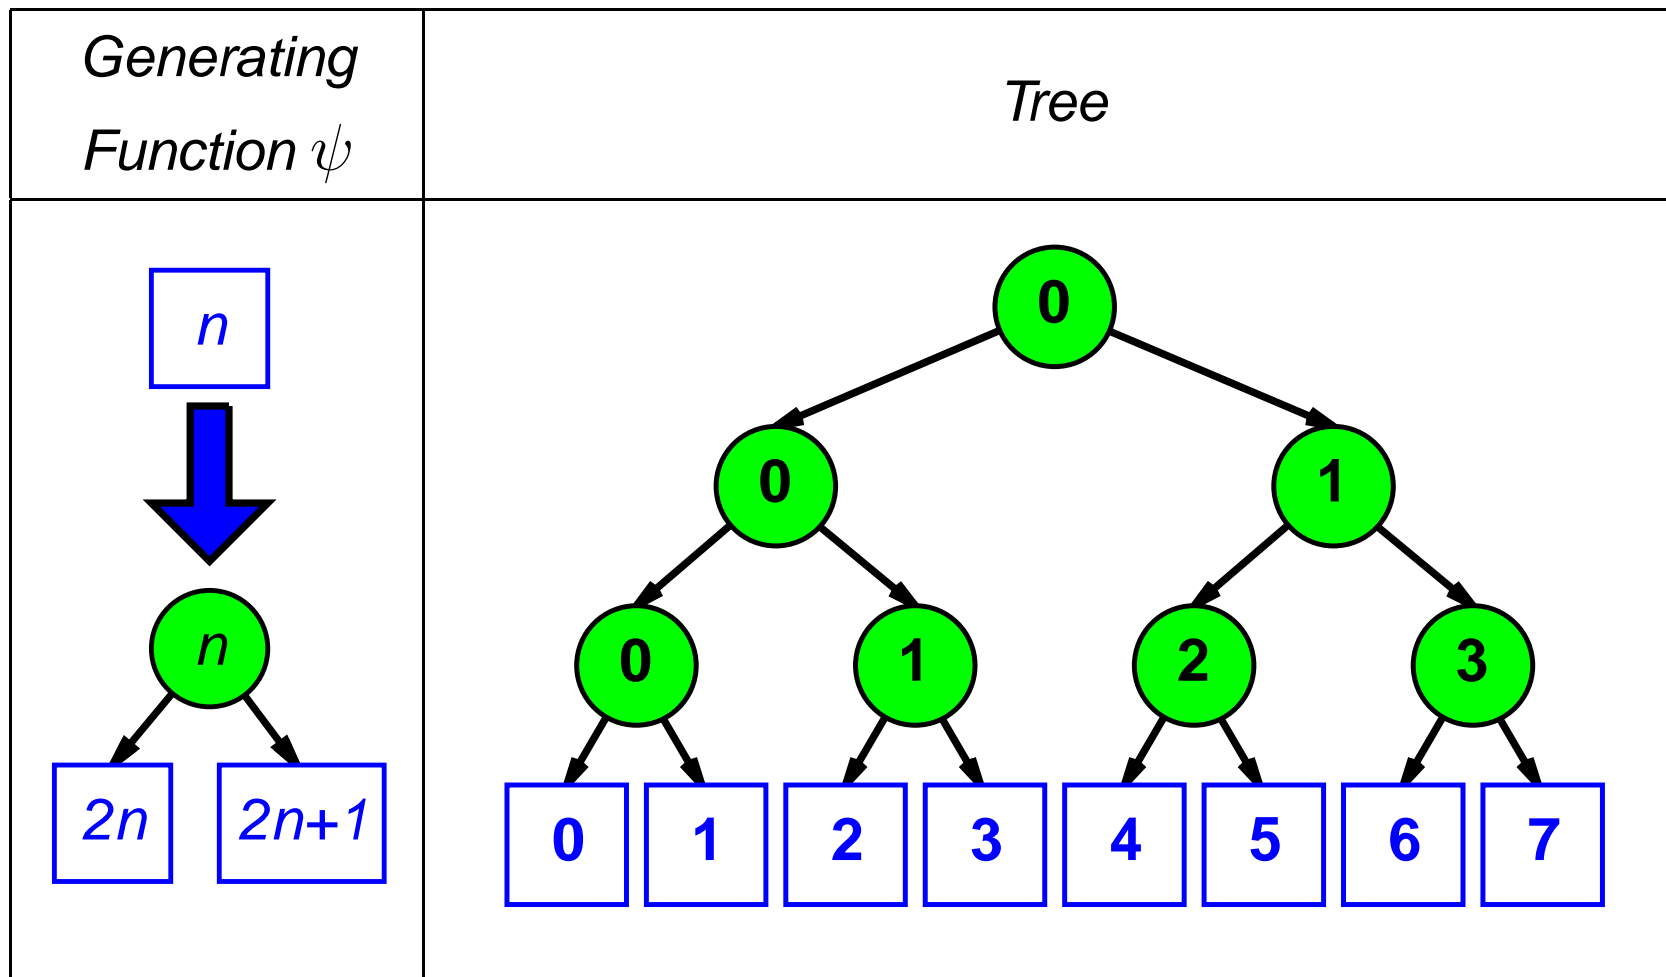 Generating
Function ψ
Tree
n
n
2n 2n+1
0
0 1
0 1 2 3
0 1 2 3 4 5 6 7